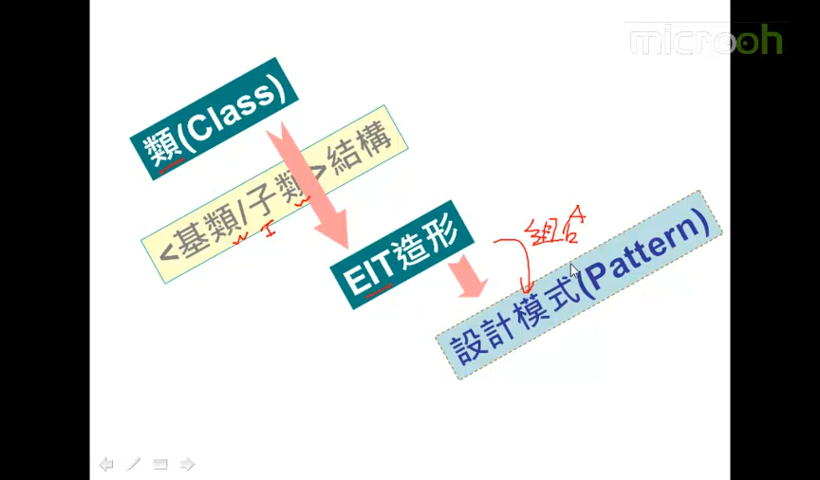 microoh
類(Class)
<基類/子類>結構
I
EIT造形
組合
設計模式(Pattern)